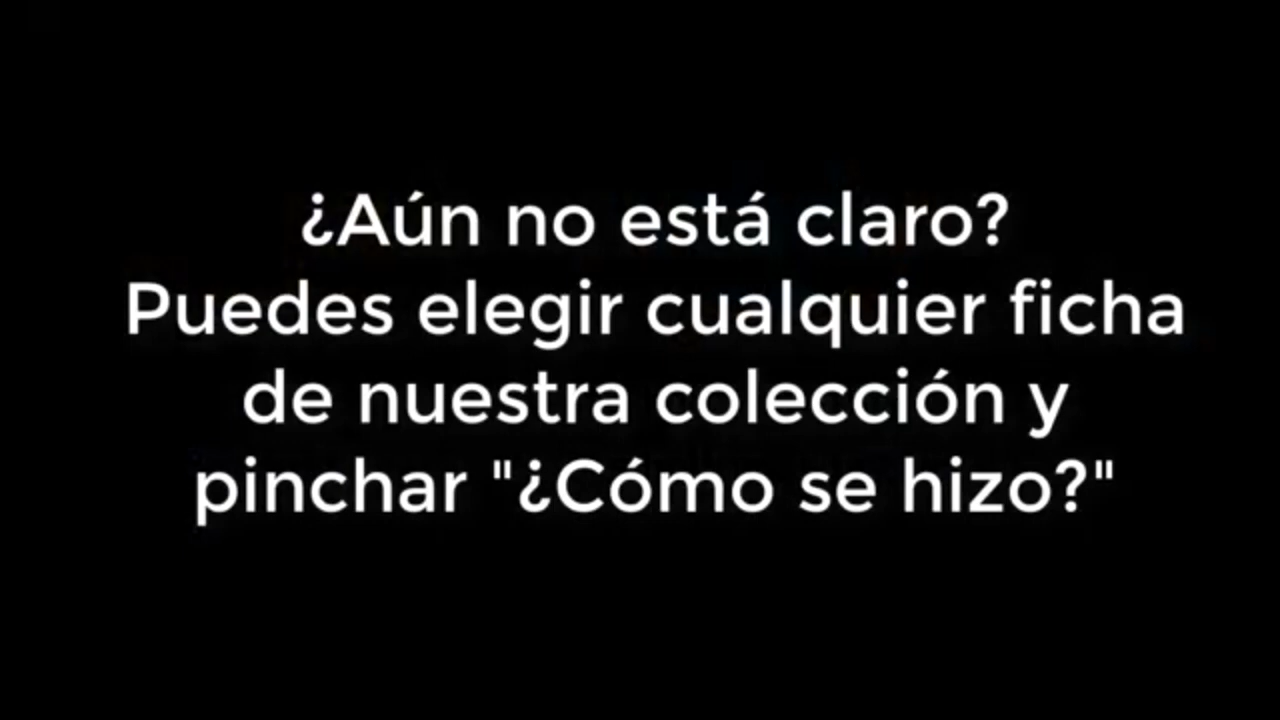 ¿Aún no está claro?
Puedes elegir cualquier ficha
de nuestra colección y
pinchar "¿Cómo se hizo?"